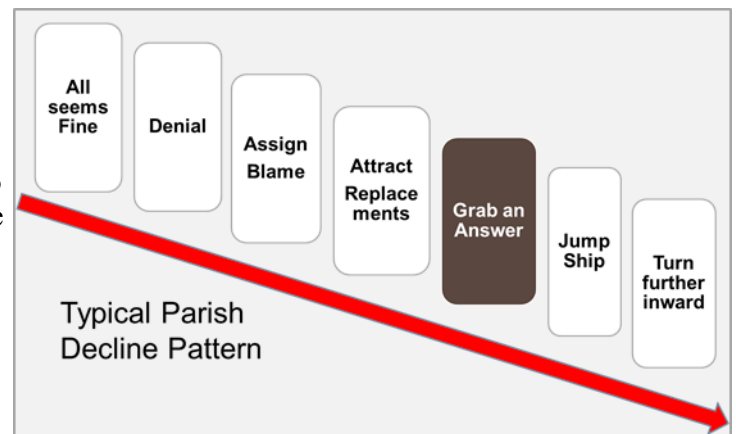 All
seems
Fine
Denial
Assign
Blame
Attract
Replace
ments
Grab an
Answer
Jump
Ship
Turn
further
inward
Typical Parish
Decline Pattern